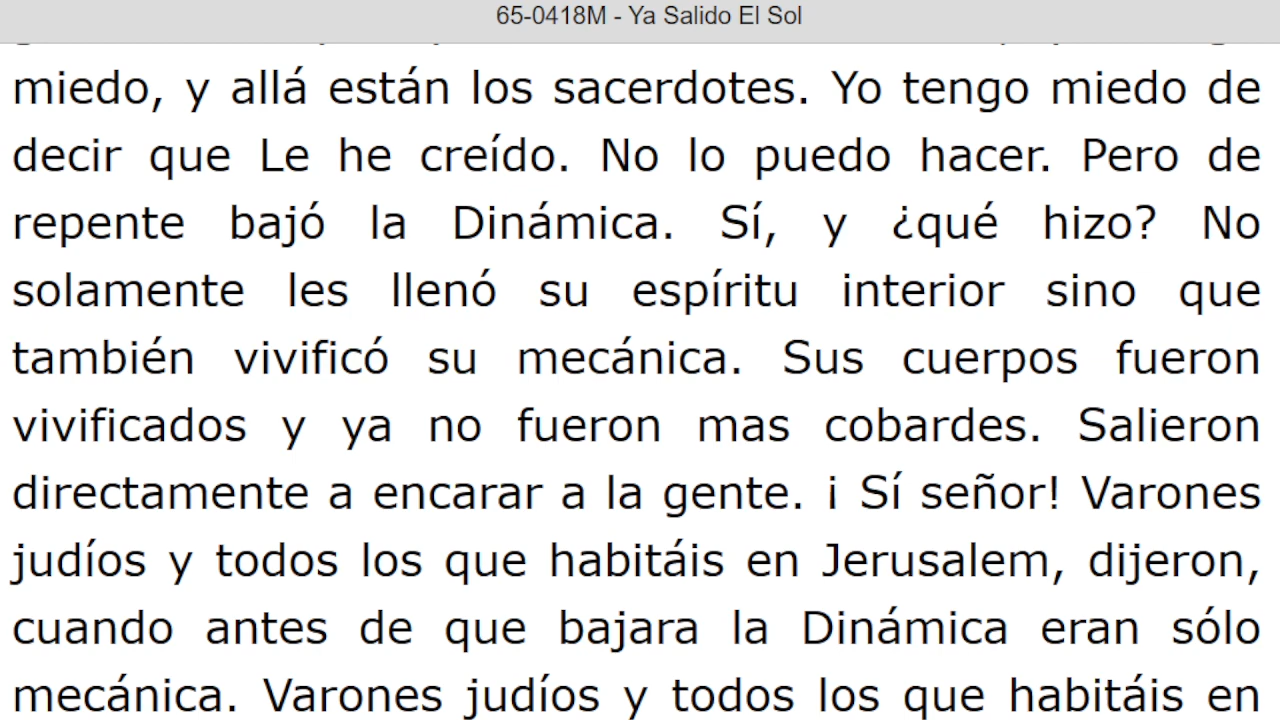 65-0418M - Ya Salido El Sol
miedo, y allá están los sacerdotes. Yo tengo miedo de
decir que Le he creído. No lo puedo hacer. Pero de
repente bajó la Dinámica. Sí, y ¿qué hizo? No
solamente les llenó su espíritu interior sino que
también vivificó su mecánica. Sus cuerpos fueron
vivificados y ya no fueron mas cobardes. Salieron
directamente a encarar a la gente. ¡ Sí señor! Varones
judíos y todos los que habitáis en Jerusalem, dijeron,
cuando antes de que bajara la Dinámica eran sólo
mecánica. Varones judíos y todos los que habitáis en